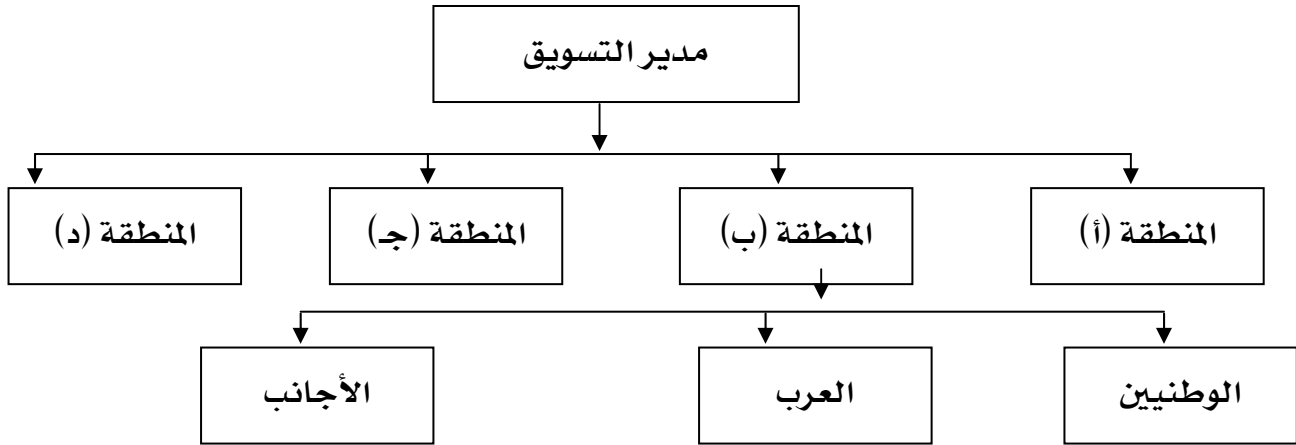 مدير التسويق
المنطقة (أ)
المنطقة (ب)
المنطقة (جـ)
المنطقة (د)
الوطنيين
العرب
الأجانب